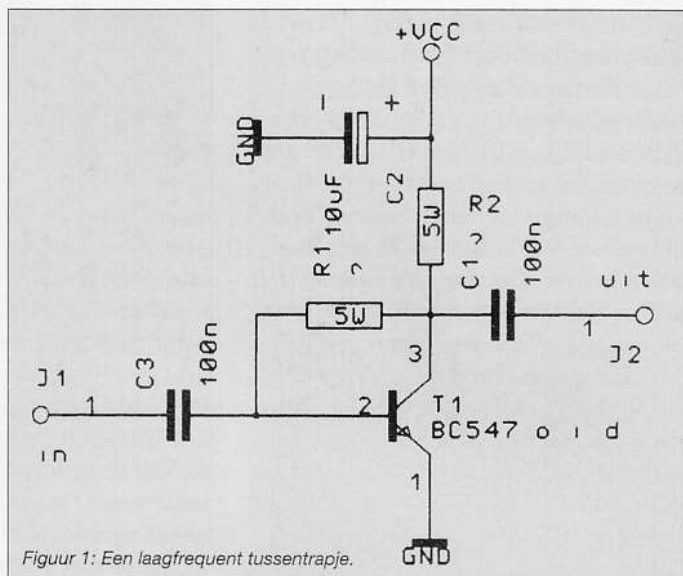 +VCC
- +
GND
10uF
C2
R2
5W
?
R1
?
C1
100n
5W
uit
1
J2
3
J1
1
C3
100n
2
T1
BC547 o i d
in
1
GND
Figuur 1: Een laagfrequent tussentrapje.